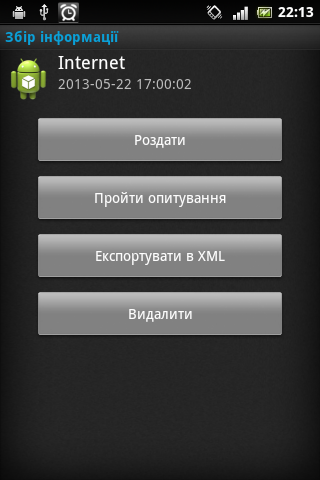 22:13
Збір інформації
Internet
2013-05-22 17:00:02
Роздати
Пройти опитування
Експортувати в XML
Видалити